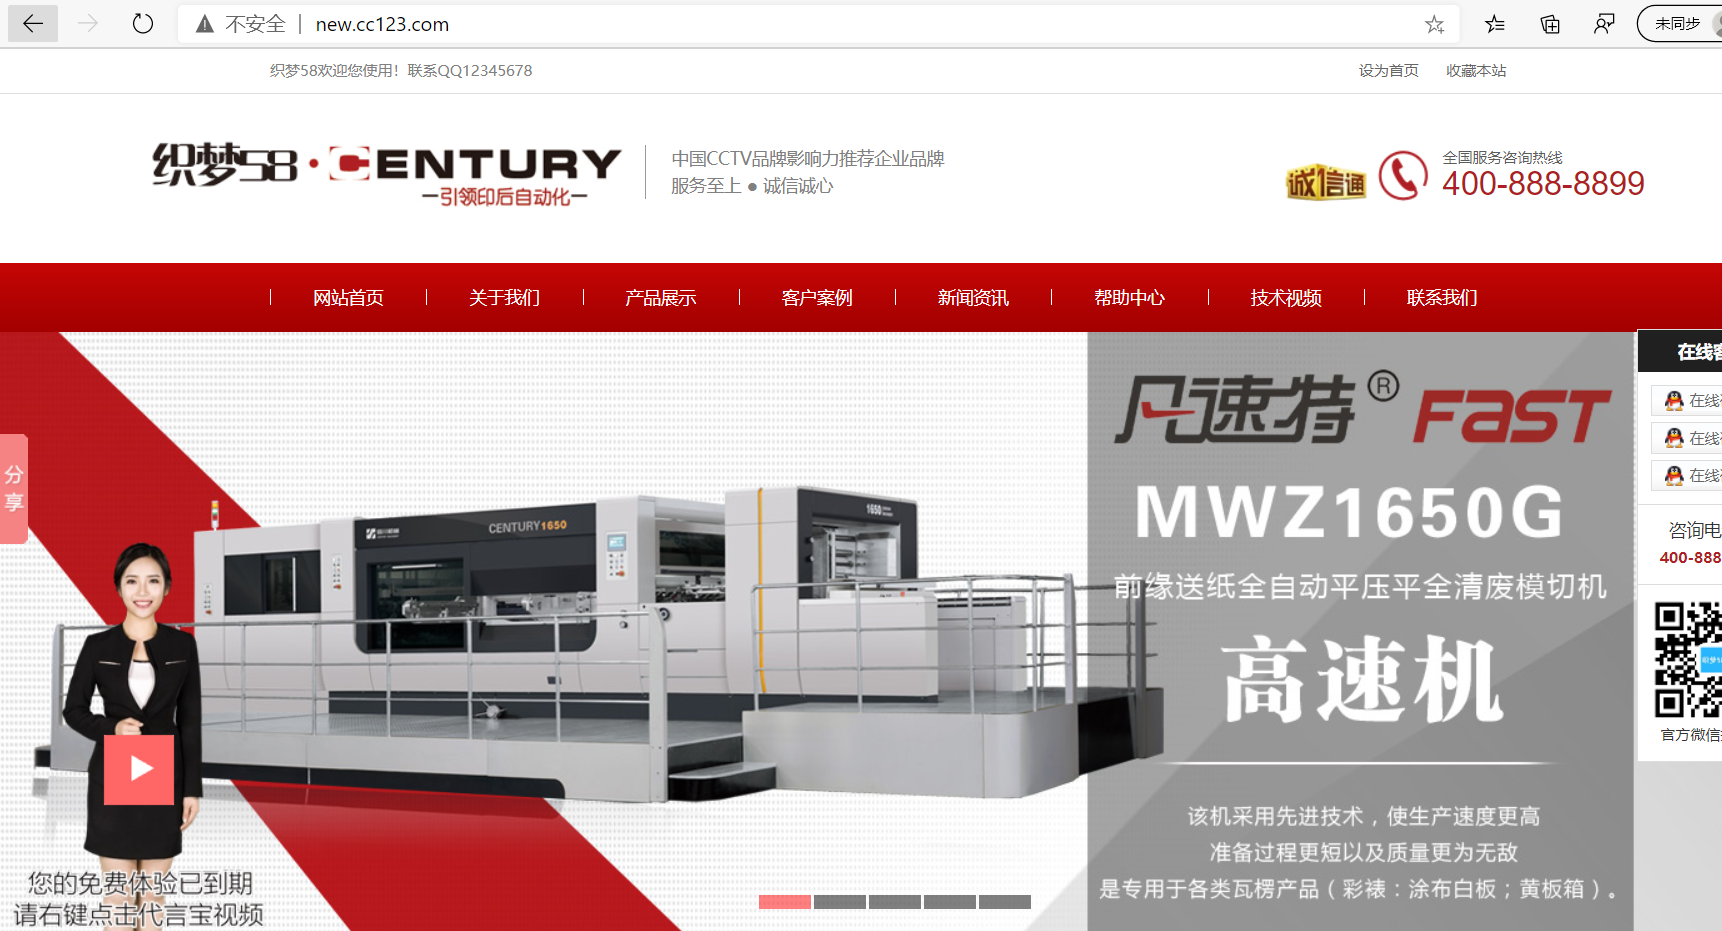 不安全 | new.cc123.com
未同步
织梦58欢迎您使用！联系QQ12345678
设为首页 收藏本站
织梦58·CENTURY
—引领印后自动化—
中国CCTV品牌影响力推荐企业品牌
服务至上 ● 诚信诚心
诚信通
全国服务咨询热线
400-888-8899
网站首页 关于我们 产品展示 客户案例 新闻资讯 帮助中心 技术视频 联系我们
分享
CENTURY1650
1650
凡速特® FAST
MWZ1650G
前缘送纸全自动平压平全清废模切机
高速机
该机采用先进技术，使生产速度更高
准备过程更短以及质量更为无敌
是专用于各类瓦楞产品（彩裱：涂布白板；黄板箱）。
您的免费体验已到期
请右键点击代言宝视频
在线
在线
在线
在线
咨询电
400-888
织梦5
官方微信